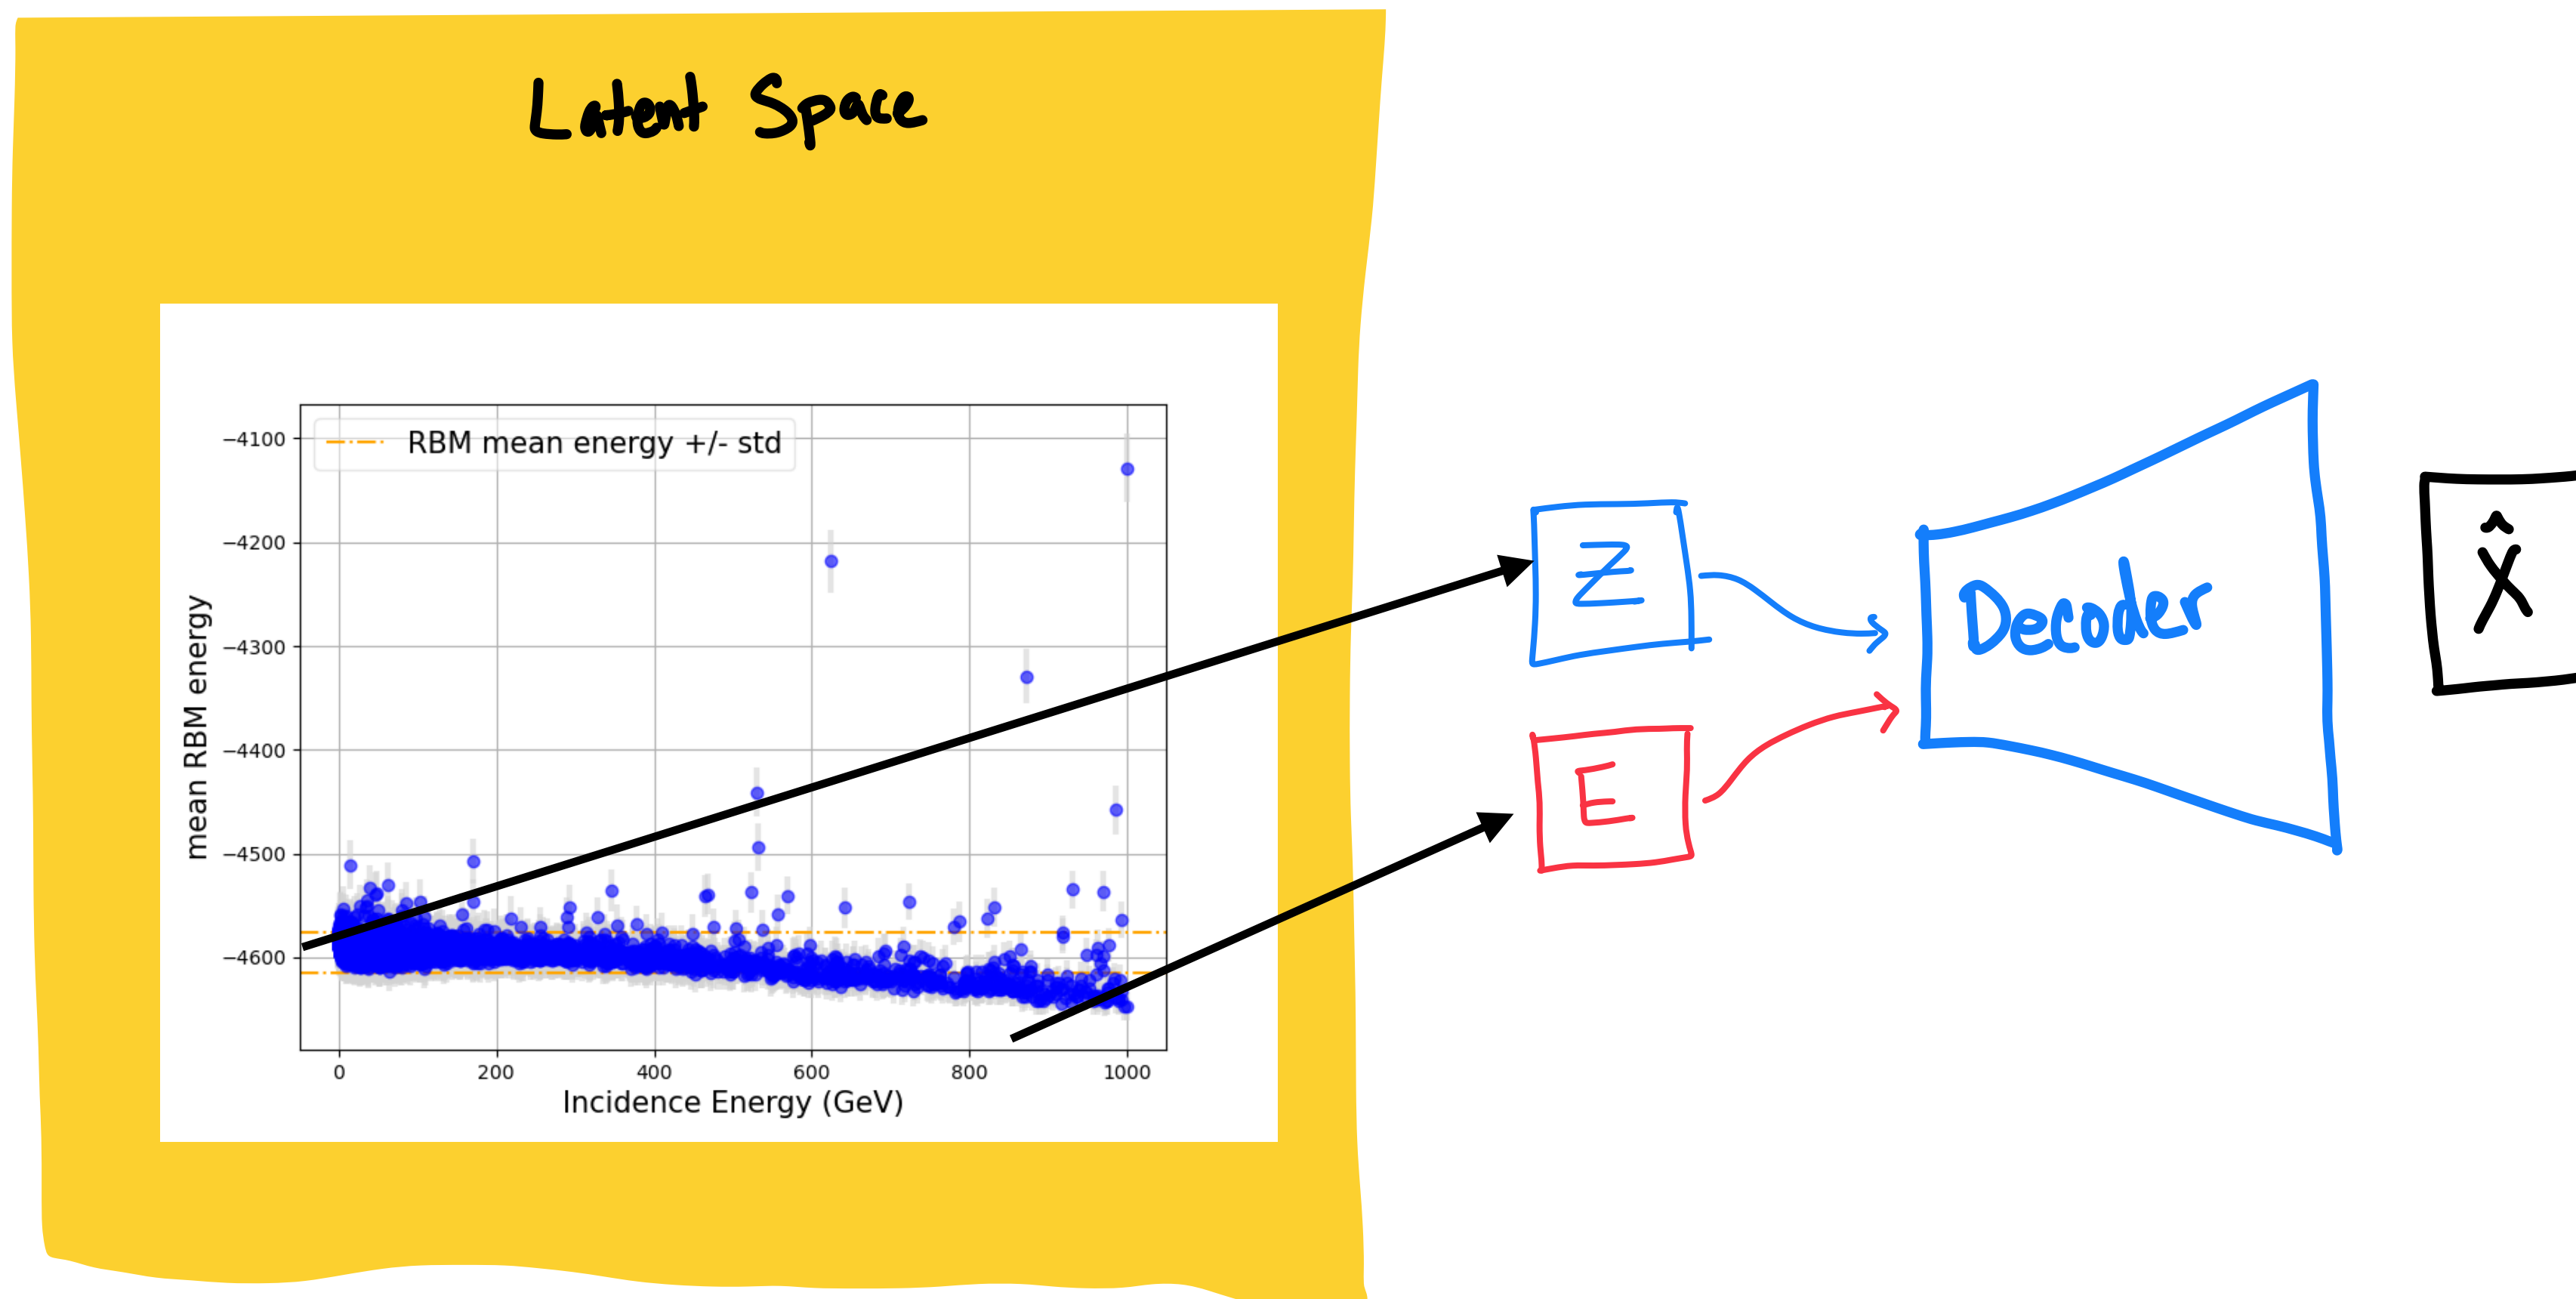 Latent Space
RBM mean energy +/- std
−4100
−4200
−4300
−4400
−4500
−4600
mean RBM energy
0 200 400 600 800 1000
Incidence Energy (GeV)
Z
E
Decoder
X̂